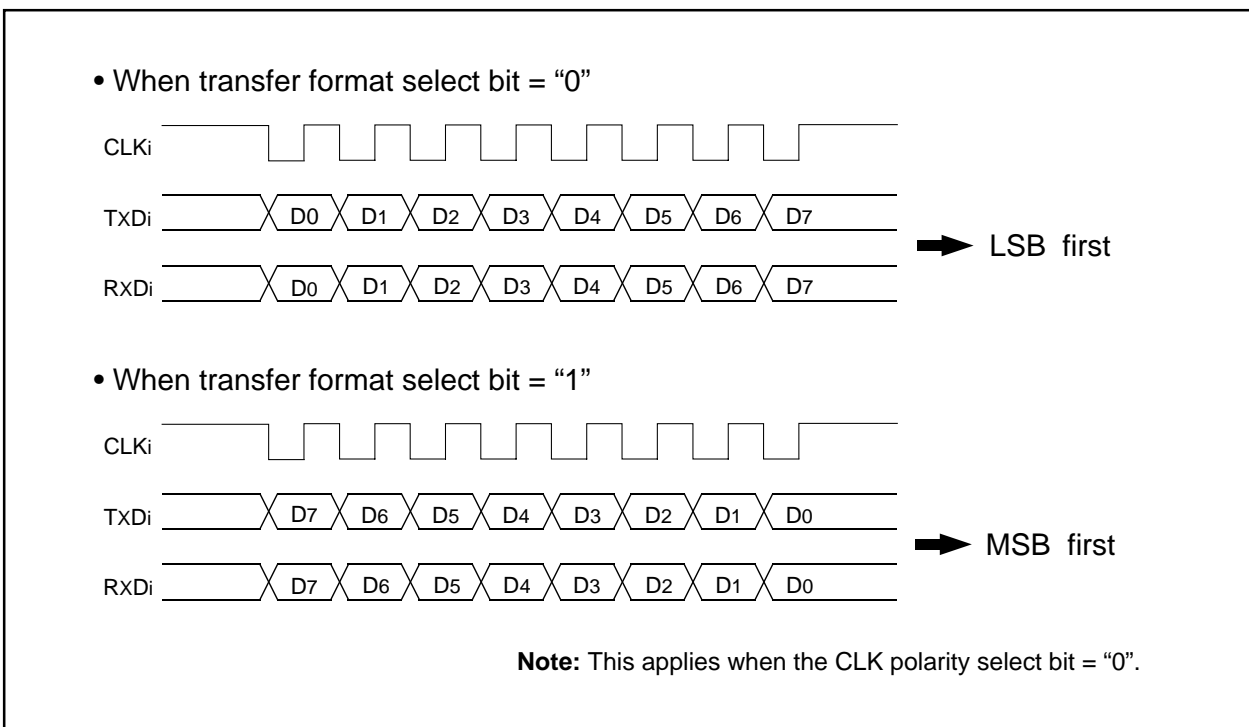 • When transfer format select bit = “0”
CLKi
TXDi D0 D1 D2 D3 D4 D5 D6 D7
RXDi D0 D1 D2 D3 D4 D5 D6 D7
LSB first
• When transfer format select bit = “1”
CLKi
TXDi D7 D6 D5 D4 D3 D2 D1 D0
RXDi D7 D6 D5 D4 D3 D2 D1 D0
MSB first
Note: This applies when the CLK polarity select bit = “0”.